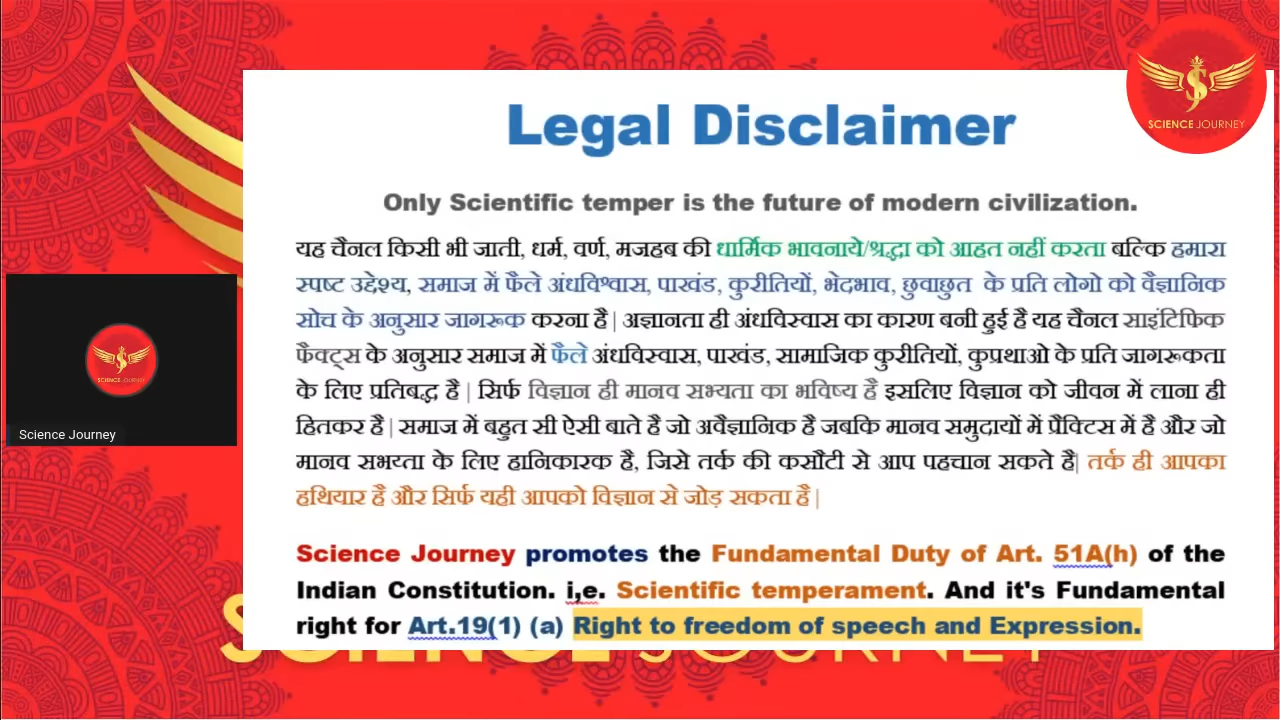 SCIENCE JOURNEY
Legal Disclaimer
Only Scientific temper is the future of modern civilization.
यह चैनल किसी भी जाती, धर्म, वर्ण, मजहब की धार्मिक भावनाये/श्रद्धा को आहत नहीं करता बल्कि हमारा
स्पष्ट उद्देश्य, समाज में फैले अंधविश्वास, पाखंड, कुरीतियों, भेदभाव, छुवाछुत के प्रति लोगो को वैज्ञानिक
सोच के अनुसार जागरूक करना है | अज्ञानता ही अंधविस्वास का कारण बनी हुई है यह चैनल साइंटिफिक
फैक्ट्स के अनुसार समाज में फैले अंधविस्वास, पाखंड, सामाजिक कुरीतियों, कुप्रथाओ के प्रति जागरूकता
के लिए प्रतिबद्ध है | सिर्फ विज्ञान ही मानव सभ्यता का भविष्य है इसलिए विज्ञान को जीवन में लाना ही
हितकर है | समाज में बहुत सी ऐसी बाते है जो अवैज्ञानिक है जबकि मानव समुदायों में प्रैक्टिस में है और जो
मानव सभ्यता के लिए हानिकारक है, जिसे तर्क की कसौटी से आप पहचान सकते है| तर्क ही आपका
हथियार है और सिर्फ यही आपको विज्ञान से जोड़ सकता है |
Science Journey promotes the Fundamental Duty of Art. 51A(h) of the
Indian Constitution. i,e. Scientific temperament. And it's Fundamental
right for Art.19(1) (a) Right to freedom of speech and Expression.
SCIENCE JOURNEY
Science Journey
SCIENCE JOURNEY